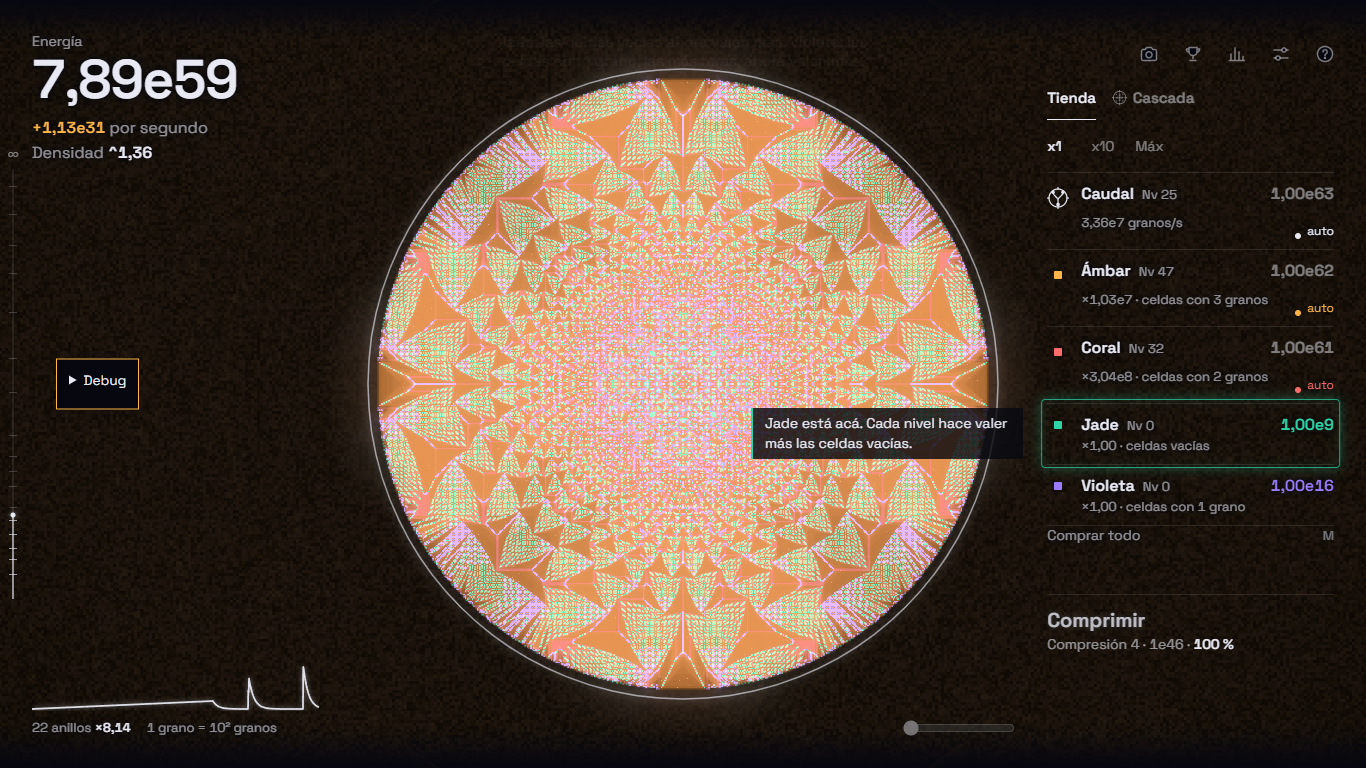 Energía
7,89e59
+1,13e31 por segundo
∞ Densidad ^1,36
Debug
22 anillos ×8,14 1 grano = 10² granos
Jade está acá. Cada nivel hace valer
más las celdas vacías.
Tienda Cascada
x1 x10 Máx
Caudal Nv 25 1,00e63
3,36e7 granos/s
auto
Ámbar Nv 47 1,00e62
×1,03e7 · celdas con 3 granos
auto
Coral Nv 32 1,00e61
×3,04e8 · celdas con 2 granos
auto
Jade Nv 0 1,00e9
×1,00 · celdas vacías
Violeta Nv 0 1,00e16
×1,00 · celdas con 1 grano
Comprar todo M
Comprimir
Compresión 4 · 1e46 · 100 %